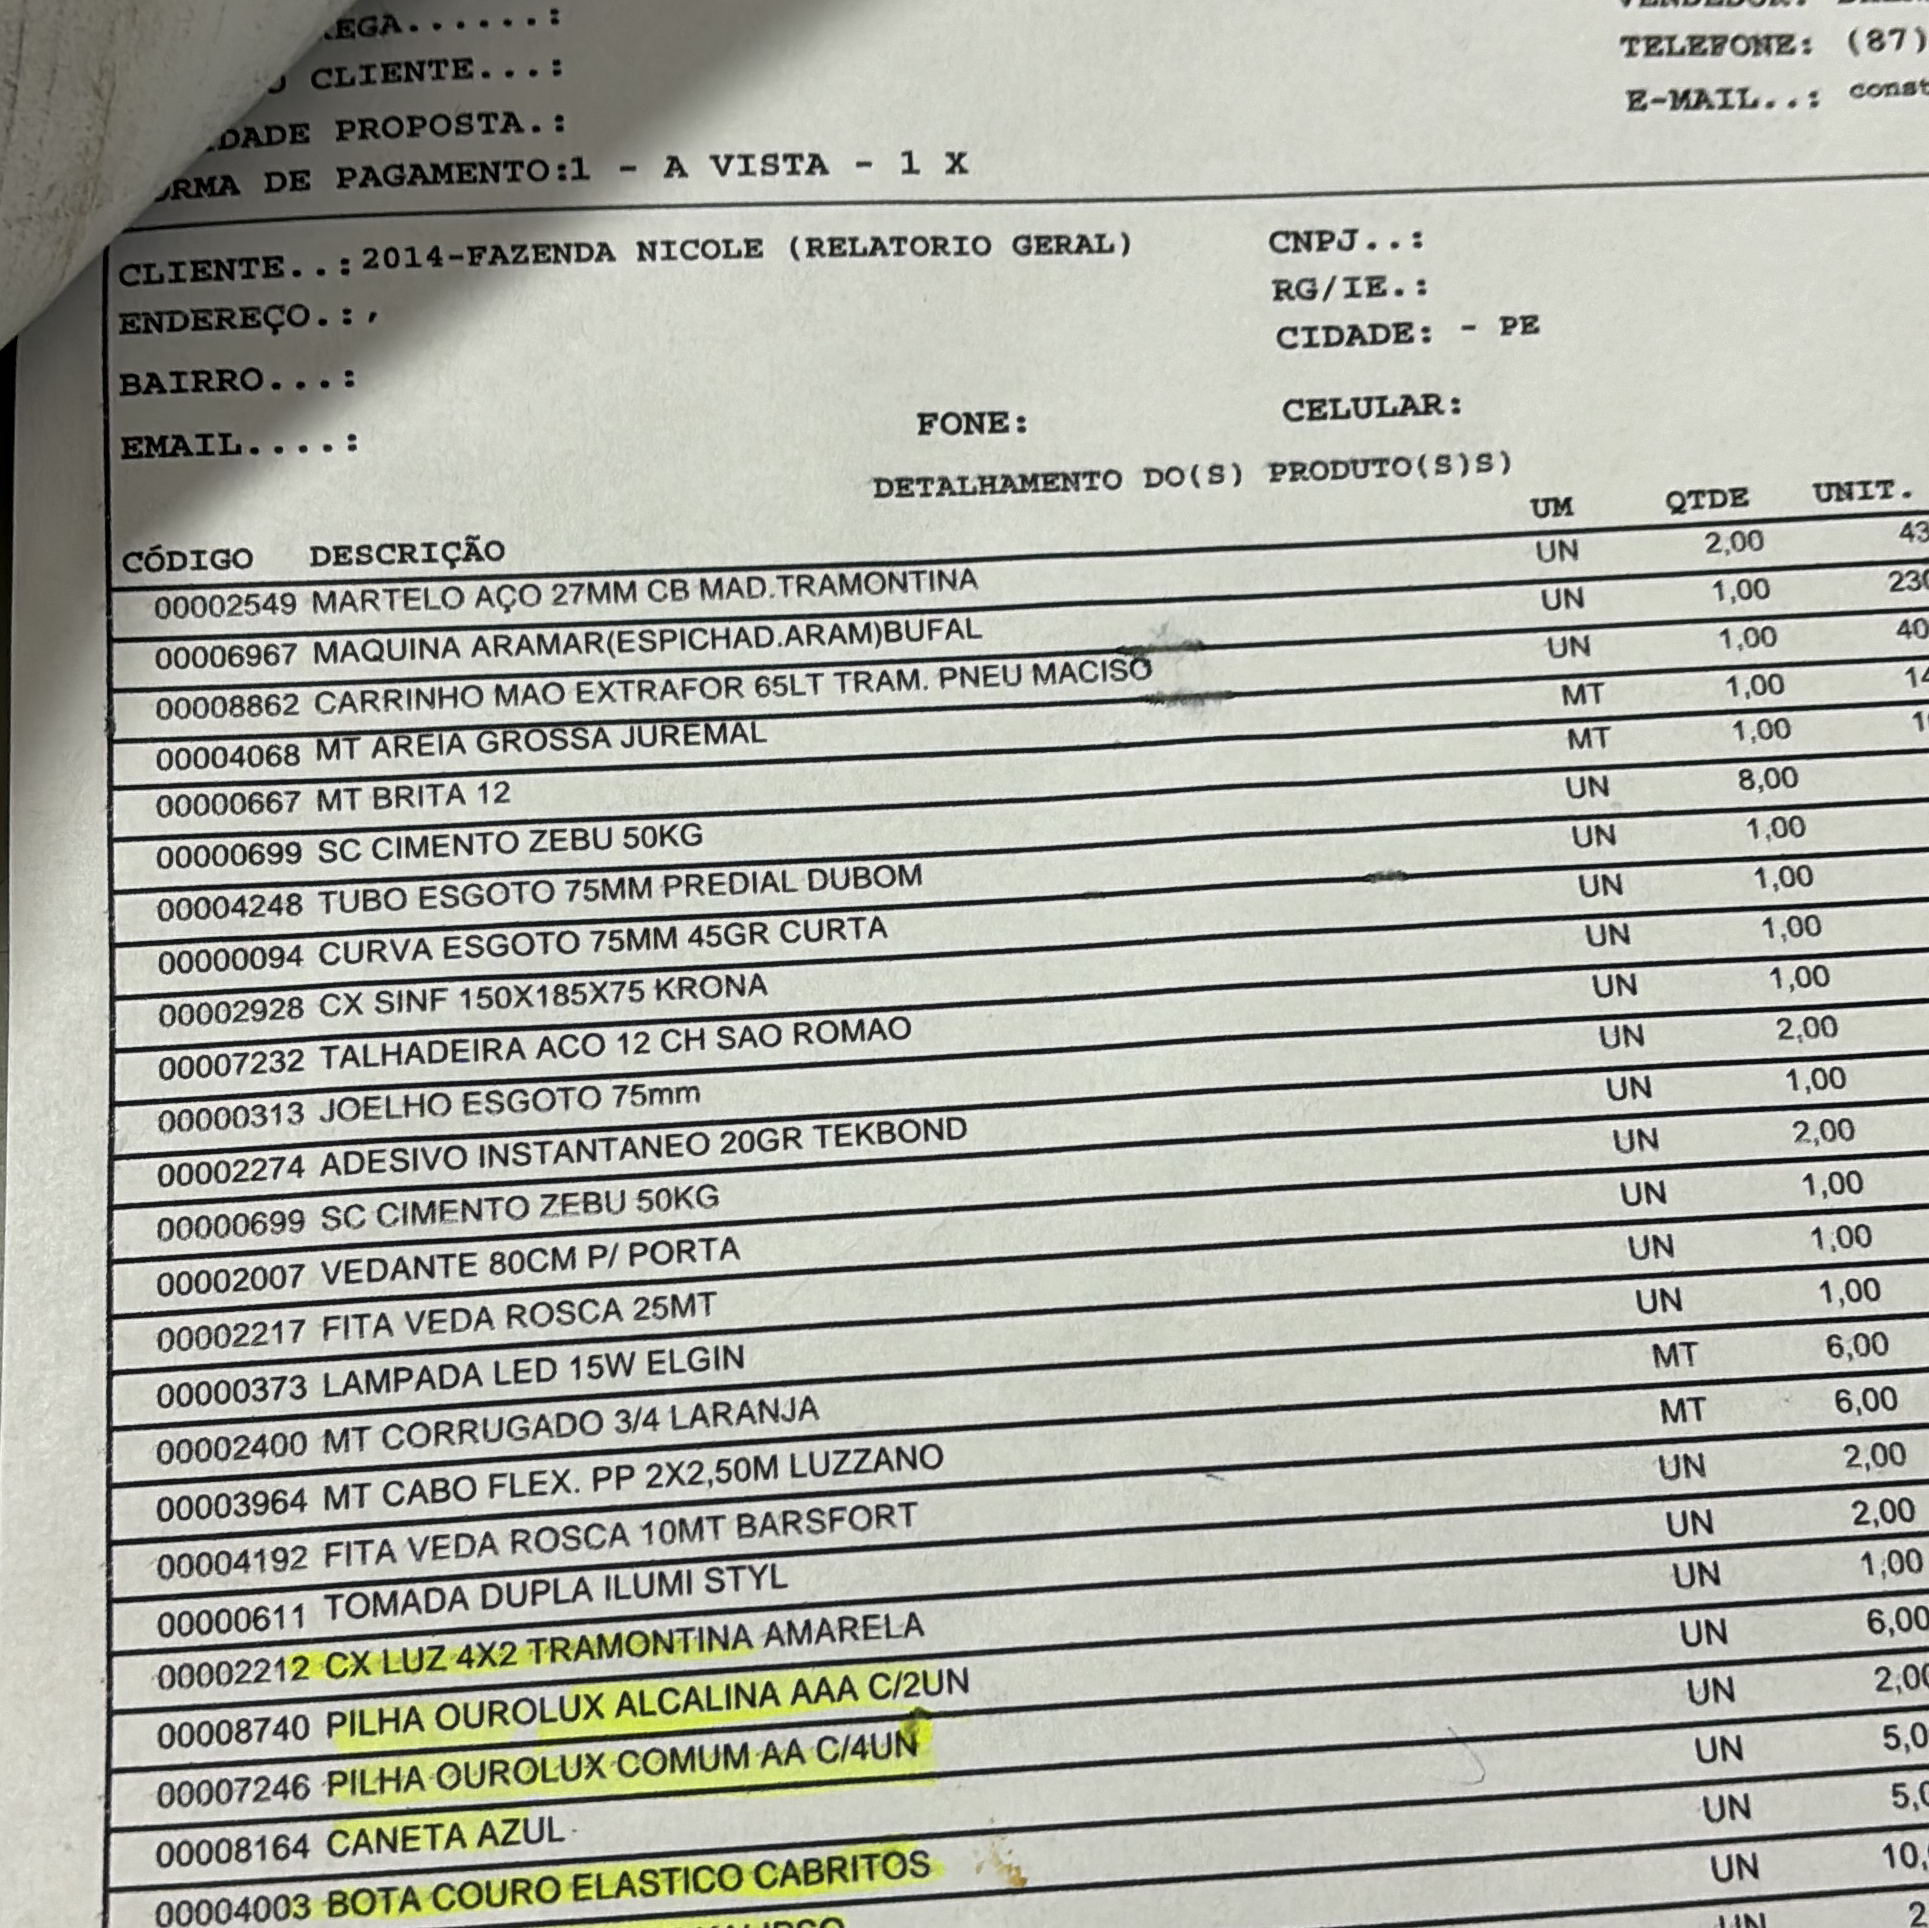 CLIENTE...:
DADE PROPOSTA.:
TELEFONE: (87)
E-MAIL..: const
RMA DE PAGAMENTO:1 - A VISTA - 1 X
CLIENTE..: 2014-FAZENDA NICOLE (RELATORIO GERAL) CNPJ..:
ENDEREÇO.: , RG/IE.:
BAIRRO...: CIDADE: - PE
EMAIL....: FONE: CELULAR:
DETALHAMENTO DO(S) PRODUTO(S)S)
CÓDIGO DESCRIÇÃO UM QTDE UNIT.
00002549 MARTELO AÇO 27MM CB MAD.TRAMONTINA UN 2,00 43
00006967 MAQUINA ARAMAR(ESPICHAD.ARAM)BUFAL UN 1,00 230
00008862 CARRINHO MAO EXTRAFOR 65LT TRAM. PNEU MACISO UN 1,00 40
00004068 MT AREIA GROSSA JUREMAL MT 1,00 14
00000667 MT BRITA 12 MT 1,00 1
00000699 SC CIMENTO ZEBU 50KG UN 8,00
00004248 TUBO ESGOTO 75MM PREDIAL DUBOM UN 1,00
00000094 CURVA ESGOTO 75MM 45GR CURTA UN 1,00
00002928 CX SINF 150X185X75 KRONA UN 1,00
00007232 TALHADEIRA ACO 12 CH SAO ROMAO UN 1,00
00000313 JOELHO ESGOTO 75mm UN 2,00
00002274 ADESIVO INSTANTANEO 20GR TEKBOND UN 1,00
00000699 SC CIMENTO ZEBU 50KG UN 2,00
00002007 VEDANTE 80CM P/ PORTA UN 1,00
00002217 FITA VEDA ROSCA 25MT UN 1,00
00000373 LAMPADA LED 15W ELGIN UN 1,00
00002400 MT CORRUGADO 3/4 LARANJA MT 6,00
00003964 MT CABO FLEX. PP 2X2,50M LUZZANO MT 6,00
00004192 FITA VEDA ROSCA 10MT BARSFORT UN 2,00
00000611 TOMADA DUPLA ILUMI STYL UN 2,00
00002212 CX LUZ 4X2 TRAMONTINA AMARELA UN 1,00
00008740 PILHA OUROLUX ALCALINA AAA C/2UN UN 6,00
00007246 PILHA OUROLUX COMUM AA C/4UN UN 2,00
00008164 CANETA AZUL UN 5,0
00004003 BOTA COURO ELASTICO CABRITOS UN 5,0
UN 10,
UN 2